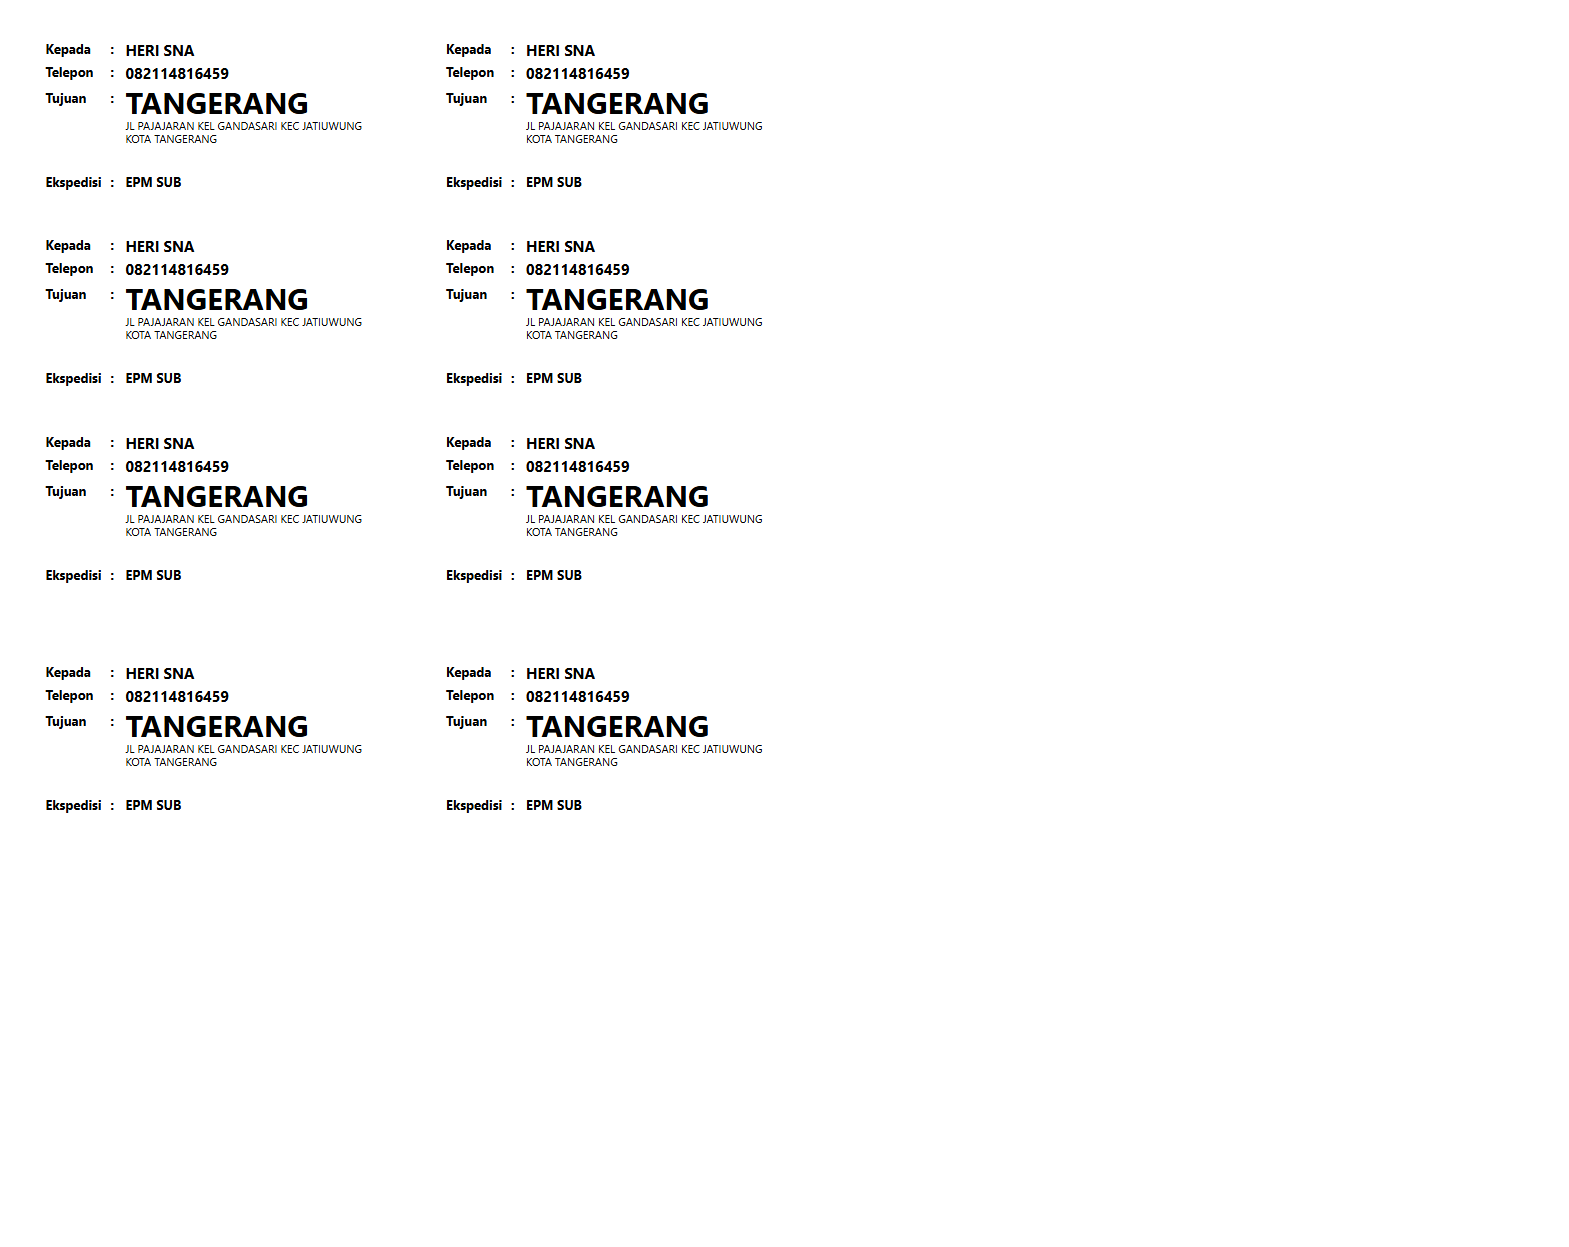 Kepada : HERI SNA
Telepon : 082114816459
Tujuan : TANGERANG
JL PAJAJARAN KEL GANDASARI KEC JATIUWUNG
KOTA TANGERANG
Ekspedisi : EPM SUB
Kepada : HERI SNA
Telepon : 082114816459
Tujuan : TANGERANG
JL PAJAJARAN KEL GANDASARI KEC JATIUWUNG
KOTA TANGERANG
Ekspedisi : EPM SUB
Kepada : HERI SNA
Telepon : 082114816459
Tujuan : TANGERANG
JL PAJAJARAN KEL GANDASARI KEC JATIUWUNG
KOTA TANGERANG
Ekspedisi : EPM SUB
Kepada : HERI SNA
Telepon : 082114816459
Tujuan : TANGERANG
JL PAJAJARAN KEL GANDASARI KEC JATIUWUNG
KOTA TANGERANG
Ekspedisi : EPM SUB
Kepada : HERI SNA
Telepon : 082114816459
Tujuan : TANGERANG
JL PAJAJARAN KEL GANDASARI KEC JATIUWUNG
KOTA TANGERANG
Ekspedisi : EPM SUB
Kepada : HERI SNA
Telepon : 082114816459
Tujuan : TANGERANG
JL PAJAJARAN KEL GANDASARI KEC JATIUWUNG
KOTA TANGERANG
Ekspedisi : EPM SUB
Kepada : HERI SNA
Telepon : 082114816459
Tujuan : TANGERANG
JL PAJAJARAN KEL GANDASARI KEC JATIUWUNG
KOTA TANGERANG
Ekspedisi : EPM SUB
Kepada : HERI SNA
Telepon : 082114816459
Tujuan : TANGERANG
JL PAJAJARAN KEL GANDASARI KEC JATIUWUNG
KOTA TANGERANG
Ekspedisi : EPM SUB